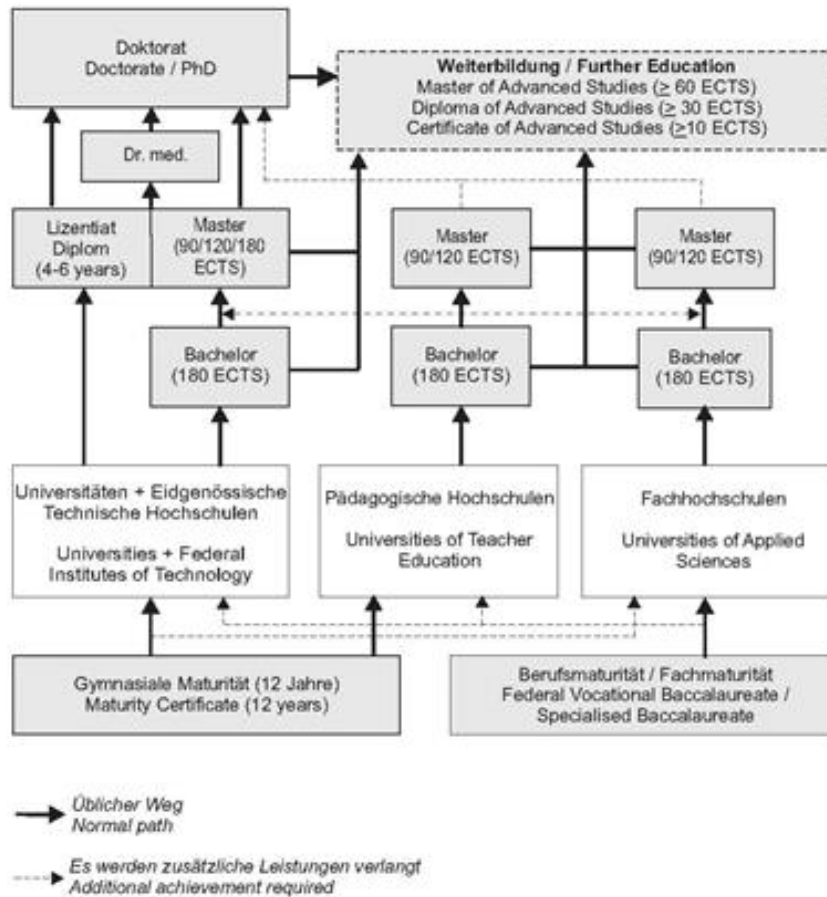 Doktorat
Doctorate / PhD
Weiterbildung / Further Education
Master of Advanced Studies (≥ 60 ECTS)
Diploma of Advanced Studies (≥ 30 ECTS)
Certificate of Advanced Studies (≥10 ECTS)
Dr. med.
Lizentiat
Diplom
(4-6 years)
Master
(90/120/180
ECTS)
Master
(90/120 ECTS)
Master
(90/120 ECTS)
Bachelor
(180 ECTS)
Bachelor
(180 ECTS)
Bachelor
(180 ECTS)
Universitäten + Eidgenössische
Technische Hochschulen
Universities + Federal
Institutes of Technology
Pädagogische Hochschulen
Universities of Teacher
Education
Fachhochschulen
Universities of Applied
Sciences
Gymnasiale Maturität (12 Jahre)
Maturity Certificate (12 years)
Berufsmaturität / Fachmaturität
Federal Vocational Baccalaureate /
Specialised Baccalaureate
Üblicher Weg
Normal path
Es werden zusätzliche Leistungen verlangt
Additional achievement required